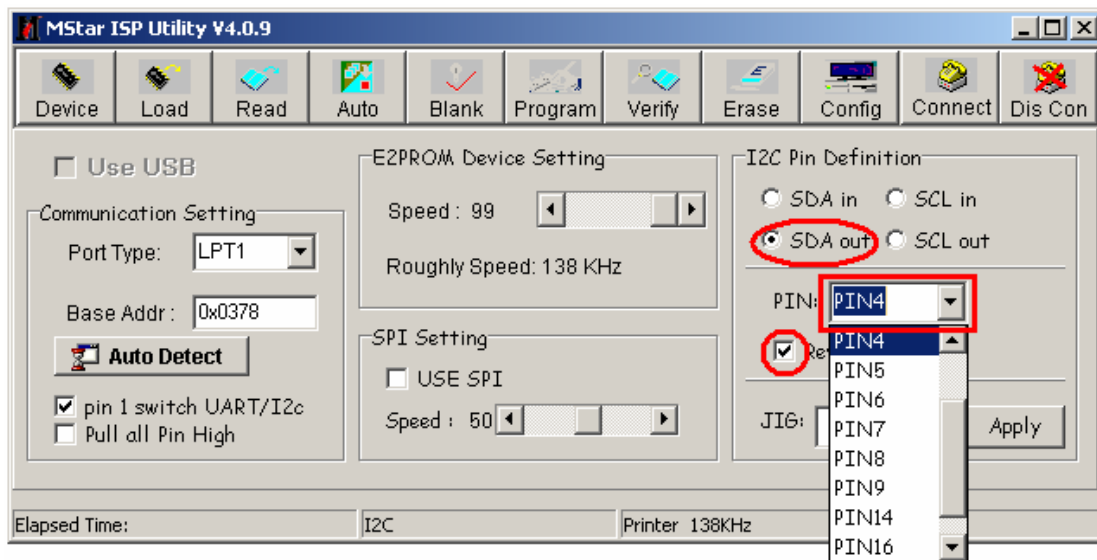 MStar ISP Utility V4.0.9
Device Load Read Auto Blank Program Verify Erase Config Connect Dis Con
Use USB
Communication Setting
Port Type: LPT1
Base Addr : 0x0378
Auto Detect
pin 1 switch UART/I2c
Pull all Pin High
E2PROM Device Setting
Speed : 99
Roughly Speed: 138 KHz
SPI Setting
USE SPI
Speed : 50
I2C Pin Definition
SDA in SCL in
SDA out SCL out
PIN: PIN4
PIN4
PIN5
PIN6
PIN7
PIN8
PIN9
PIN14
PIN16
JIG:
Apply
Elapsed Time: I2C Printer 138KHz